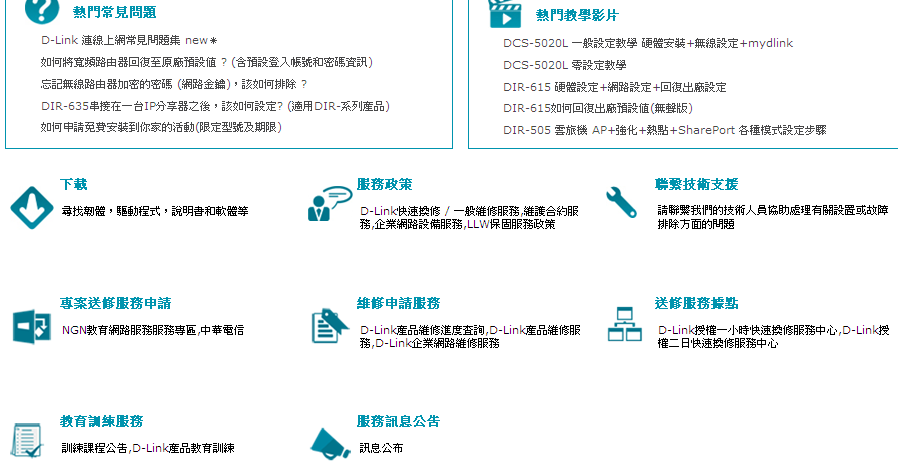 熱門常見問題
D-Link 連線上網常見問題集 new✳
如何將寬頻路由器回復至原廠預設值 ? (含預設登入帳號和密碼資訊)
忘記無線路由器加密的密碼 (網路金鑰)，該如何排除 ?
DIR-635串接在一台IP分享器之後，該如何設定? (適用DIR-系列產品)
如何申請免費安裝到你家的活動(限定型號及期限)
熱門教學影片
DCS-5020L 一般設定教學 硬體安裝+無線設定+mydlink
DCS-5020L 零設定教學
DIR-615 硬體設定+網路設定+回復出廠設定
DIR-615如何回復出廠預設值(無聲版)
DIR-505 雲旅機 AP+強化+熱點+SharePort 各種模式設定步驟
下載
尋找韌體，驅動程式，說明書和軟體等
服務政策
D-Link快速換修 / 一般維修服務,維護合約服
務,企業網路設備服務,LLW保固服務政策
聯繫技術支援
請聯繫我們的技術人員協助處理有關設置或故障
排除方面的問題
專案送修服務申請
NGN教育網路服務服務專區,中華電信
維修申請服務
D-Link產品維修進度查詢,D-Link產品維修服
務,D-Link企業網路維修服務
送修服務據點
D-Link授權一小時快速換修服務中心,D-Link授
權二日快速換修服務中心
教育訓練服務
訓練課程公告,D-Link產品教育訓練
服務訊息公告
訊息公布